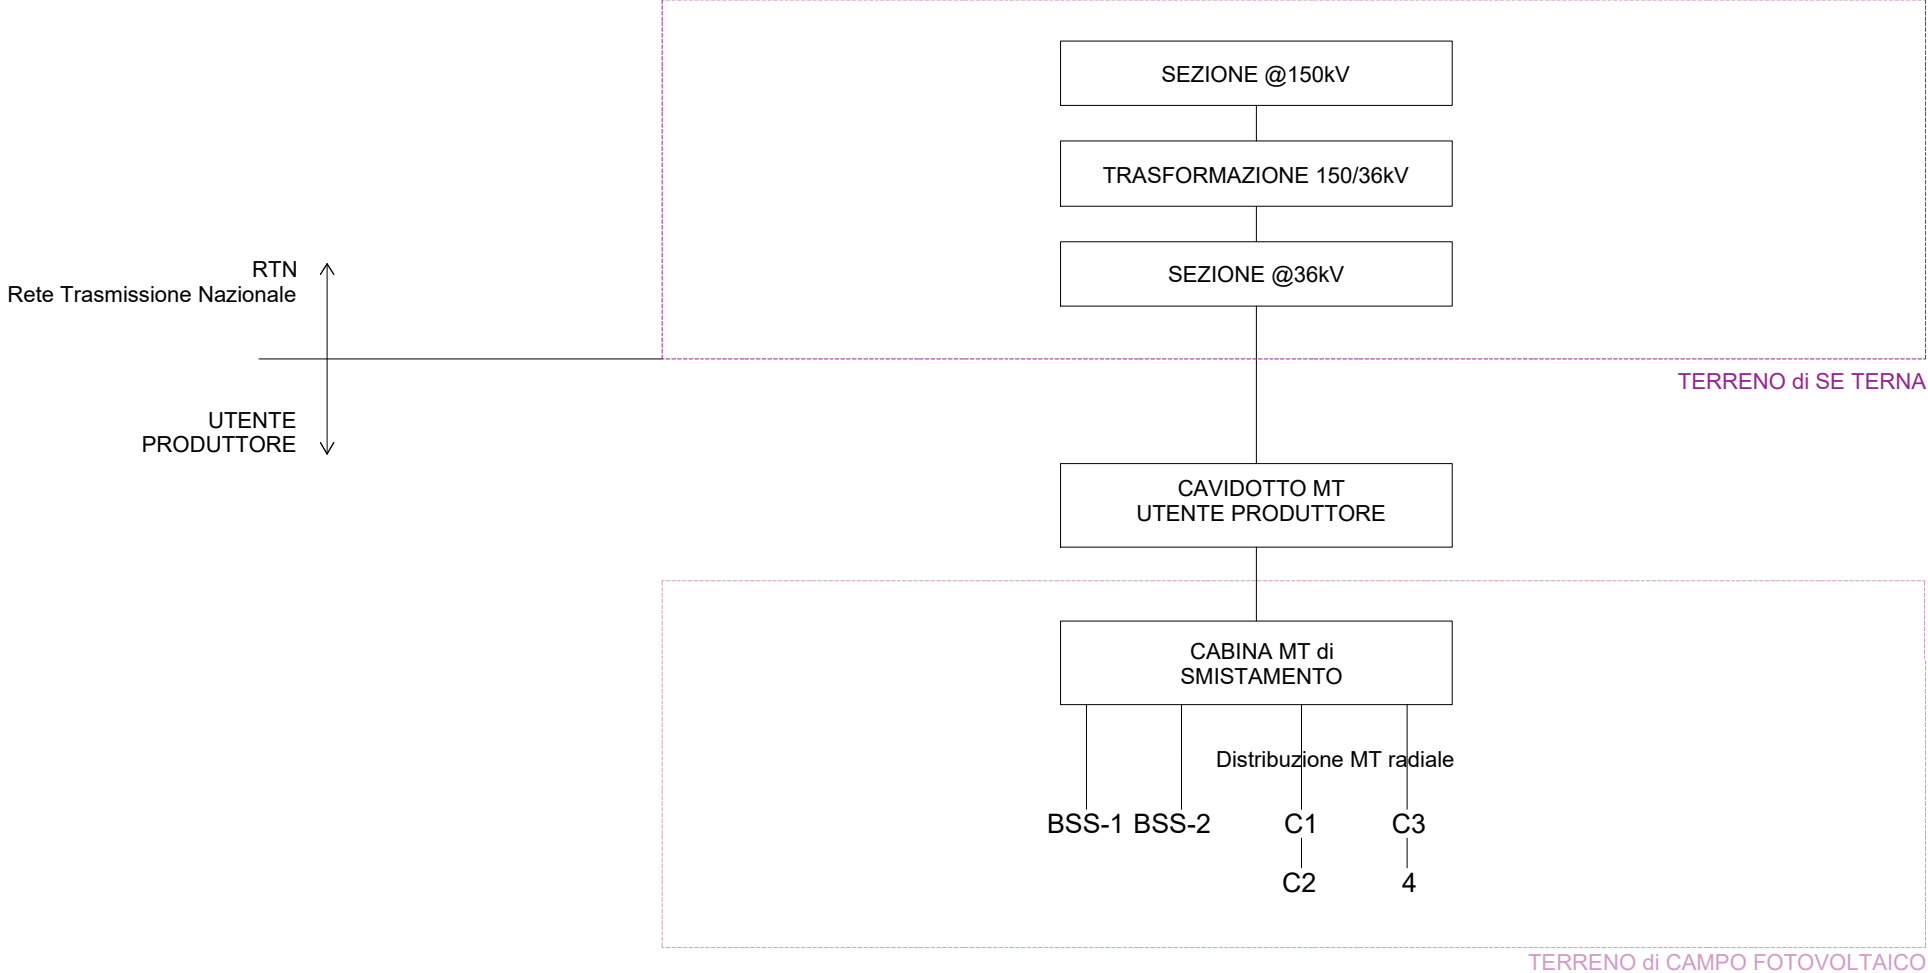 SEZIONE @150kV
TRASFORMAZIONE 150/36kV
SEZIONE @36kV
RTN
Rete Trasmissione Nazionale
TERRENO di SE TERNA
UTENTE
PRODUTTORE
CAVIDOTTO MT
UTENTE PRODUTTORE
CABINA MT di
SMISTAMENTO
Distribuzione MT radiale
BSS-1 BSS-2 C1 C3
C2 4
TERRENO di CAMPO FOTOVOLTAICO